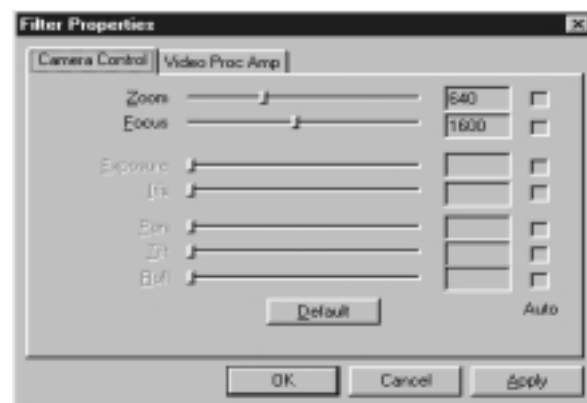 Filter Properties
Camera Control
Video Proc Amp
Zoom 640
Focus 1600
Exposure
Iris
Pan
Tilt
Roll
Default
Auto
OK Cancel Apply